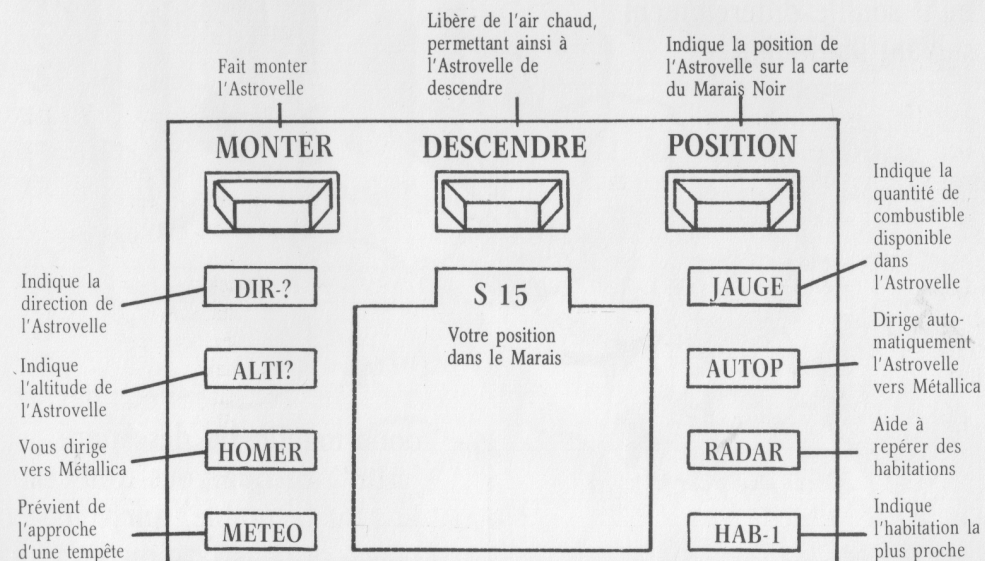 Fait monter
l'Astrovelle
Libère de l'air chaud,
permettant ainsi à
l'Astrovelle de
descendre
Indique la position de
l'Astrovelle sur la carte
du Marais Noir
MONTER
DESCENDRE
POSITION
Indique la
direction de
l'Astrovelle
DIR-?
Indique
l'altitude de
l'Astrovelle
ALTI?
Vous dirige
vers Métallica
HOMER
Prévient de
l'approche
d'une tempête
METEO
S 15
Votre position
dans le Marais
JAUGE
Indique la
quantité de
combustible
disponible
dans
l'Astrovelle
AUTOP
Dirige auto-
matiquement
l'Astrovelle
vers Métallica
RADAR
Aide à
repérer des
habitations
HAB-1
Indique
l'habitation la
plus proche